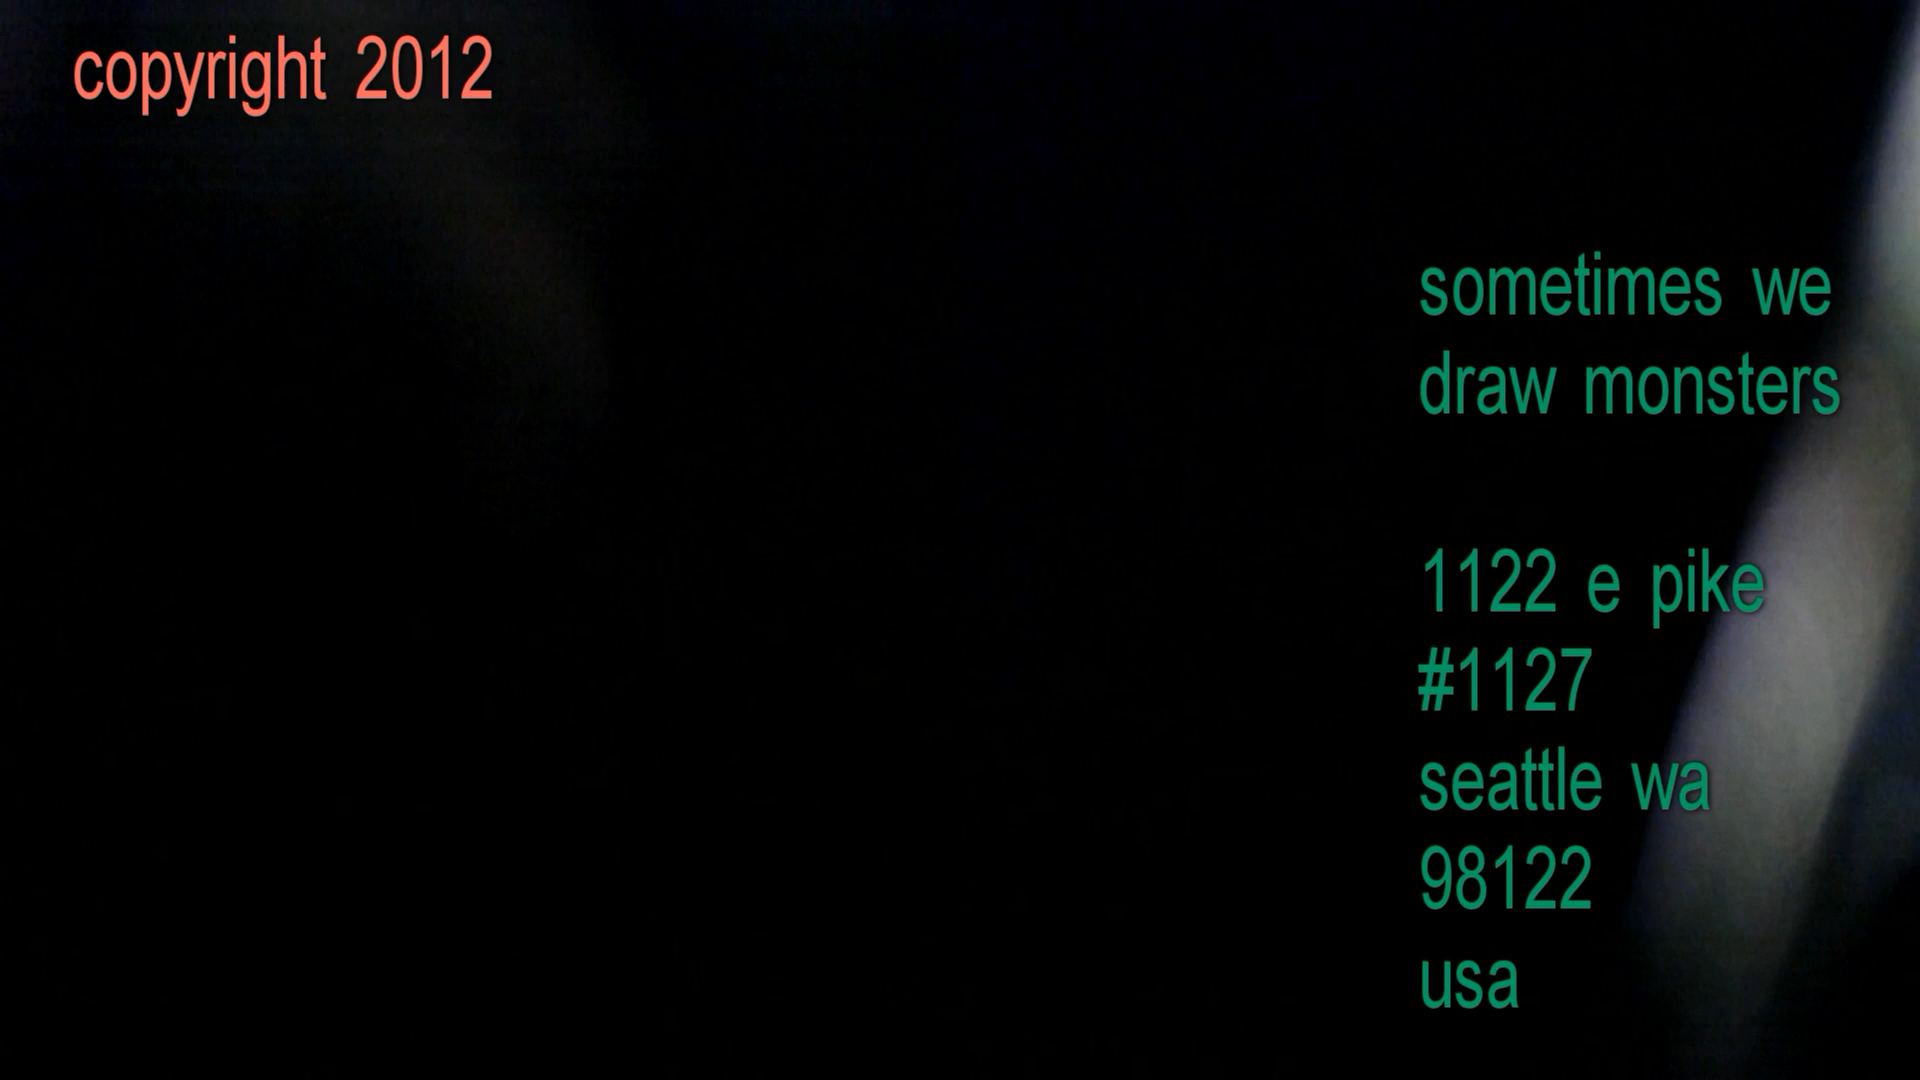 copyright 2012
sometimes we
draw monsters
1122 e pike
#1127
seattle wa
98122
usa